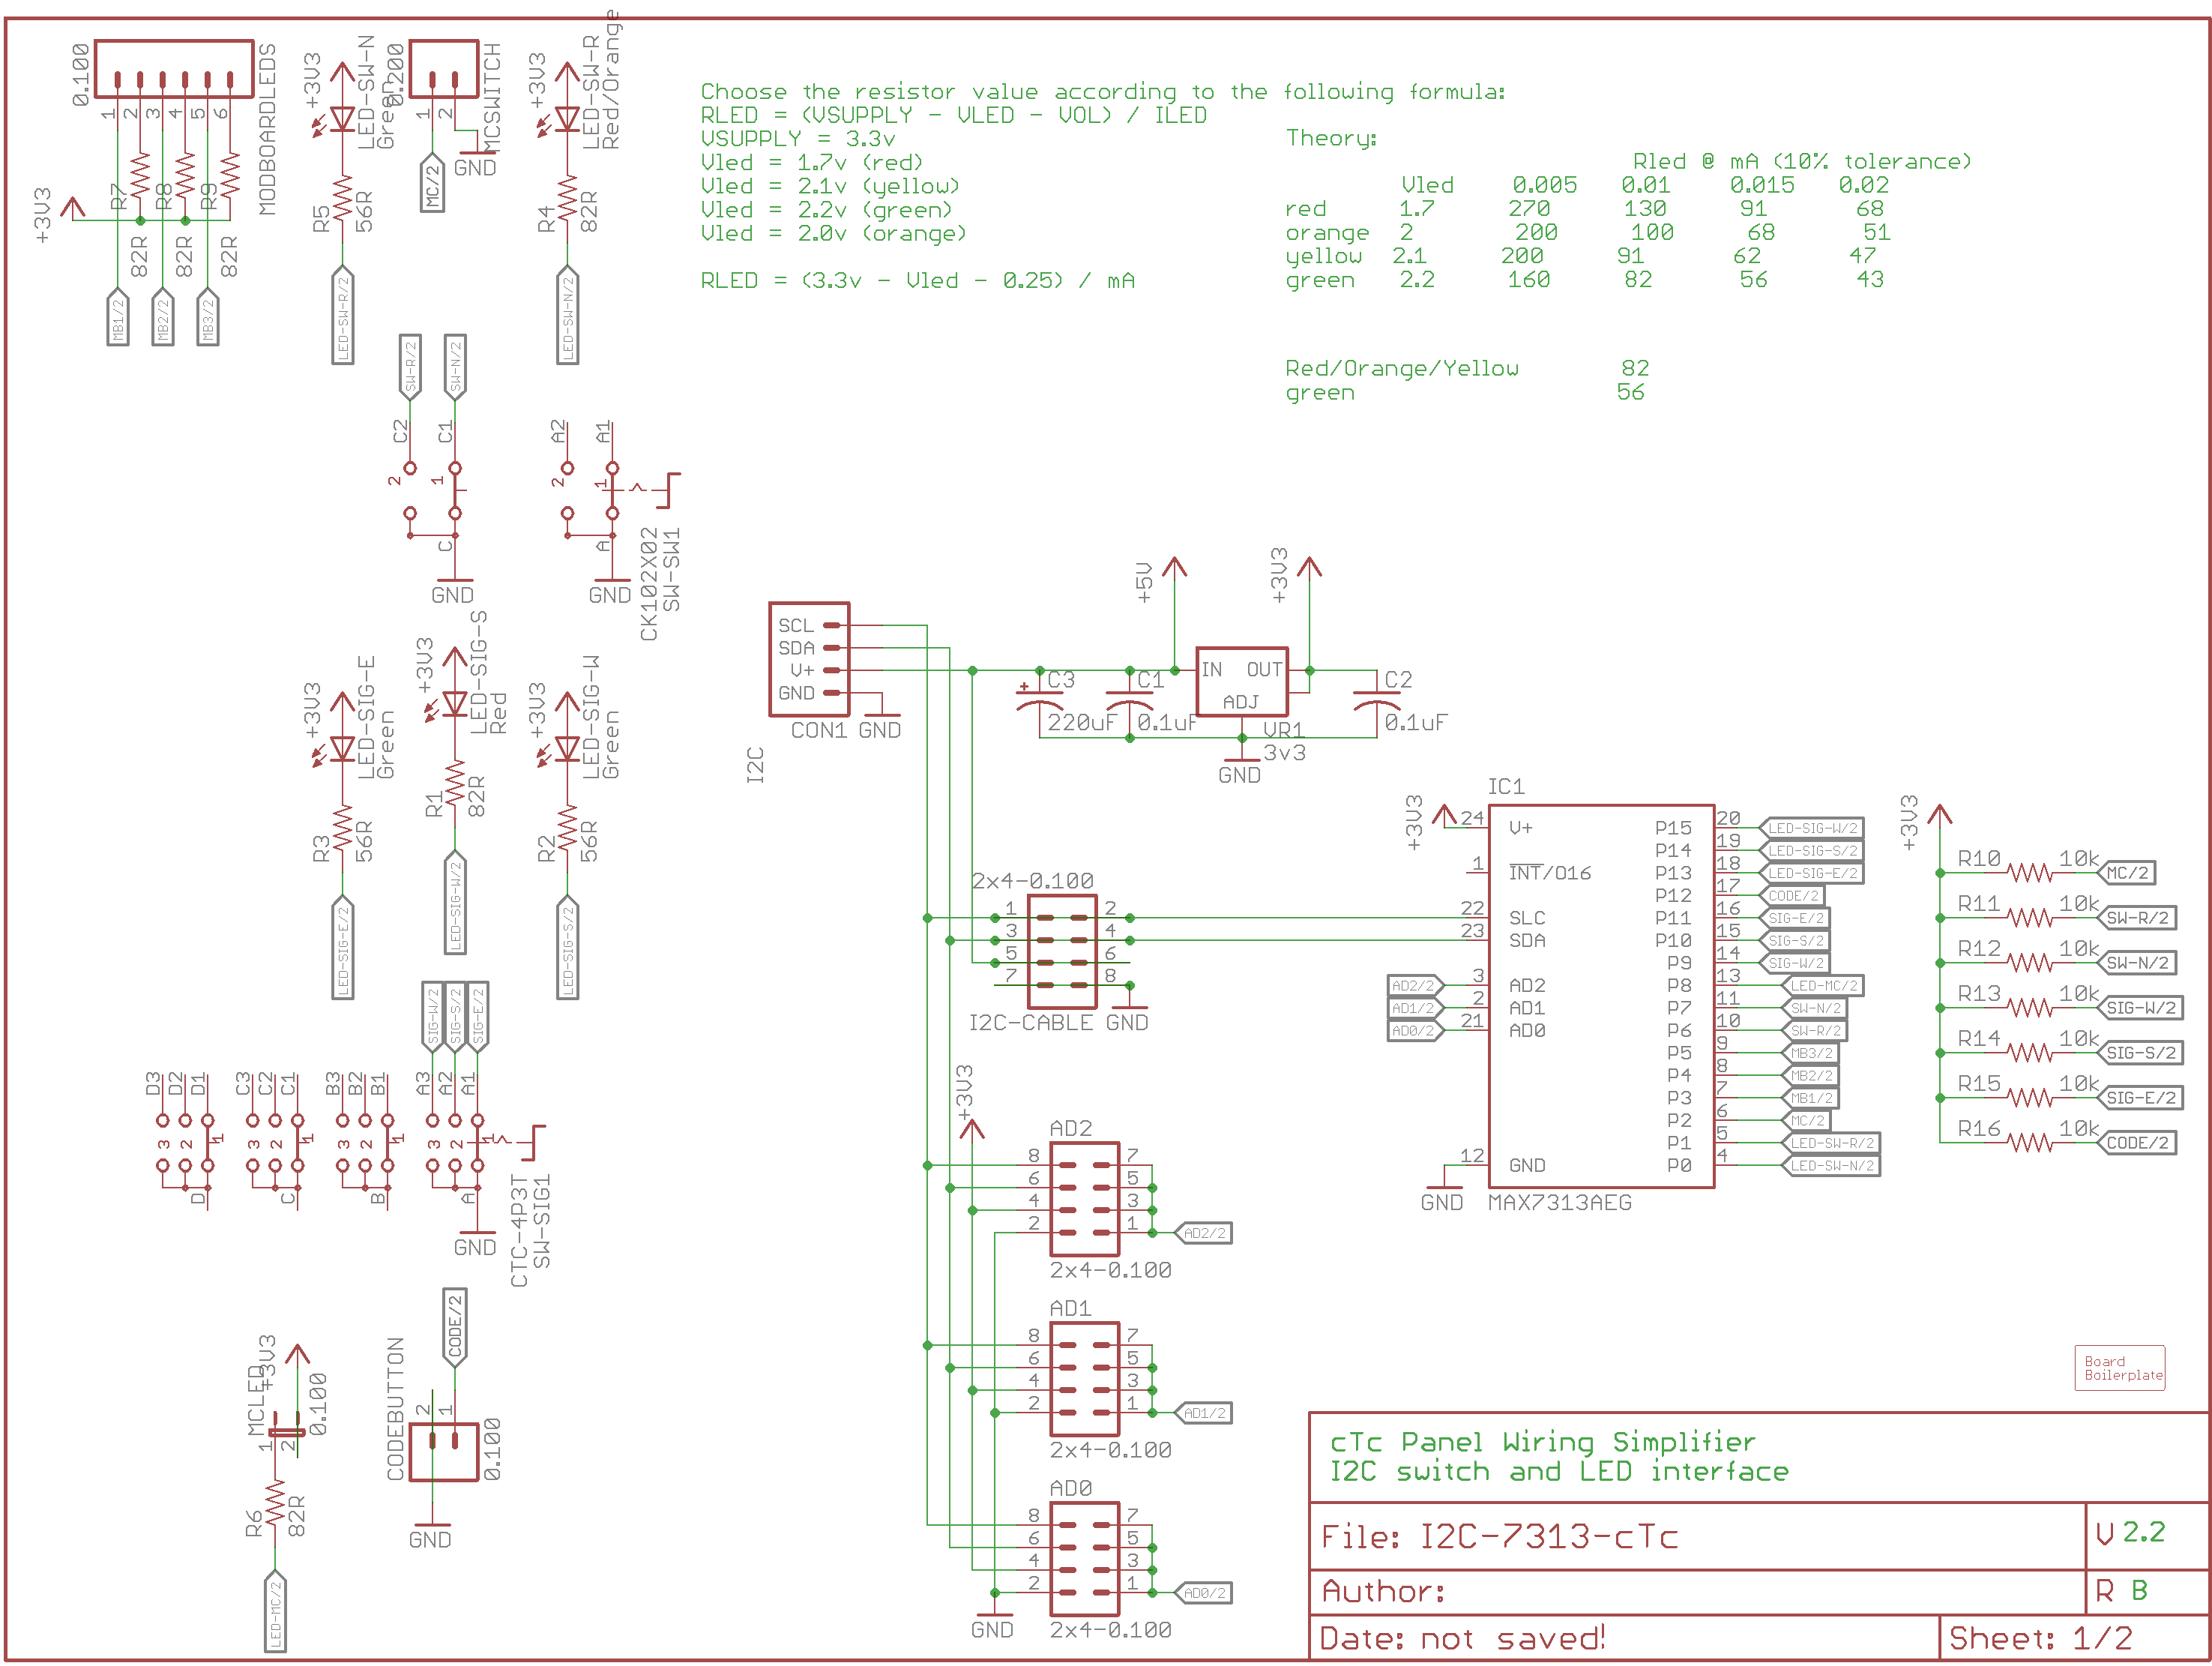 0.100
1
2
3
4
5
6
MODBOARDLEDS
+3V3
R7
R8
R9
82R
82R
82R
MB1/2
MB2/2
MB3/2
+3V3
LED-SW-N
Green
R5
56R
LED-SW-R/2
0.200
1
2
MCSWITCH
GND
MC/2
+3V3
LED-SW-R
Red/Orange
R4
82R
LED-SW-N/2
Choose the resistor value according to the following formula:
RLED = (VSUPPLY - VLED - VOL) / ILED
VSUPPLY = 3.3v
Vled = 1.7v (red)
Vled = 2.1v (yellow)
Vled = 2.2v (green)
Vled = 2.0v (orange)
RLED = (3.3v - Vled - 0.25) / mA
Theory:
Rled @ mA (10% tolerance)
Vled 0.005 0.01 0.015 0.02
red 1.7 270 130 91 68
orange 2 200 100 68 51
yellow 2.1 200 91 62 47
green 2.2 160 82 56 43
Red/Orange/Yellow 82
green 56
SW-R/2
SW-N/2
C2
C1
2
1
C
GND
A2
A1
2
1
A
GND
CK102X02
SW-SW1
+3V3
LED-SIG-E
Green
R3
56R
LED-SIG-E/2
+3V3
LED-SIG-S
Red
R1
82R
LED-SIG-W/2
+3V3
LED-SIG-W
Green
R2
56R
LED-SIG-S/2
SIG-W/2
SIG-S/2
SIG-E/2
D3
D2
D1
C3
C2
C1
B3
B2
B1
A3
A2
A1
3
2
1
3
2
1
3
2
1
3
2
1
D
C
B
A
GND
CTC-4P3T
SW-SIG1
MCLED
+3V3
0.100
1
2
R6
82R
LED-MC/2
CODE/2
CODEBUTTON
2
1
0.100
GND
SCL
SDA
V+
GND
CON1
GND
I2C
+5V
+3V3
C3
220uF
C1
0.1uF
IN OUT
ADJ
VR1
3v3
GND
C2
0.1uF
2x4-0.100
1 2
3 4
5 6
7 8
I2C-CABLE
GND
+3V3
AD2
8 7
6 5
4 3
2 1
AD2/2
2x4-0.100
AD1
8 7
6 5
4 3
2 1
AD1/2
2x4-0.100
AD0
8 7
6 5
4 3
2 1
AD0/2
GND
2x4-0.100
IC1
+3V3
24 V+
1 INT/O16
22 SLC
23 SDA
AD2/2 3 AD2
AD1/2 2 AD1
AD0/2 21 AD0
12 GND
GND
MAX7313AEG
P15 20 LED-SIG-W/2
P14 19 LED-SIG-S/2
P13 18 LED-SIG-E/2
P12 17 CODE/2
P11 16 SIG-E/2
P10 15 SIG-S/2
P9 14 SIG-W/2
P8 13 LED-MC/2
P7 11 SW-N/2
P6 10 SW-R/2
P5 9 MB3/2
P4 8 MB2/2
P3 7 MB1/2
P2 6 MC/2
P1 5 LED-SW-R/2
P0 4 LED-SW-N/2
+3V3
R10 10k MC/2
R11 10k SW-R/2
R12 10k SW-N/2
R13 10k SIG-W/2
R14 10k SIG-S/2
R15 10k SIG-E/2
R16 10k CODE/2
Board
Boilerplate
cTc Panel Wiring Simplifier
I2C switch and LED interface
File: I2C-7313-cTc
V 2.2
Author:
R B
Date: not saved!
Sheet: 1/2